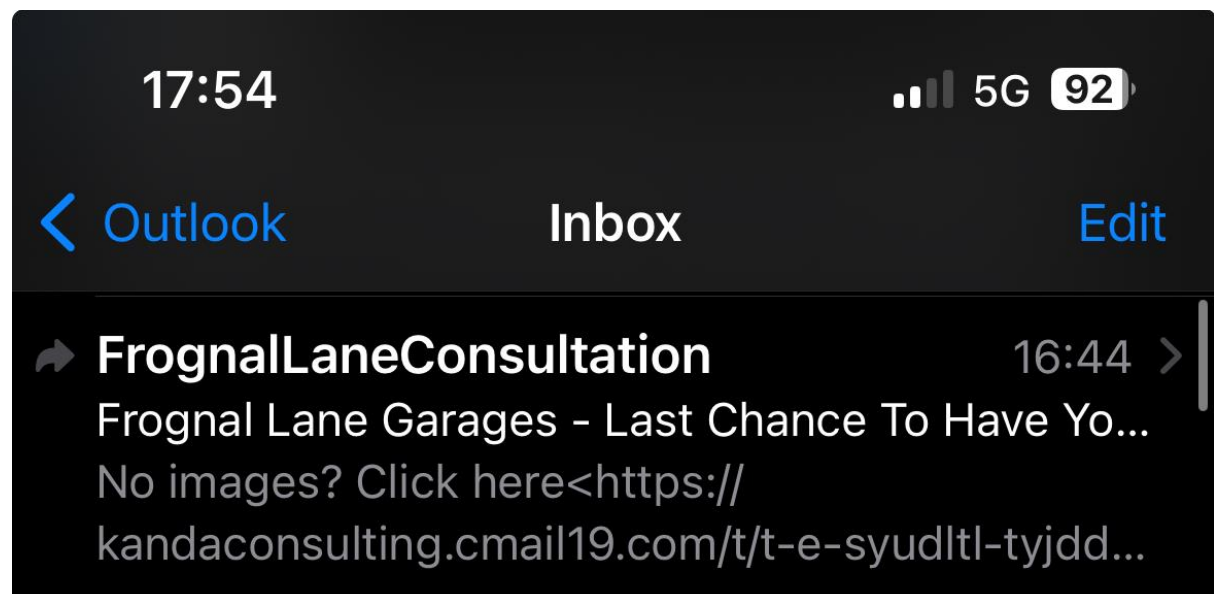 17:54 5G 92
Outlook Inbox Edit
FrognalLaneConsultation 16:44
Frognal Lane Garages - Last Chance To Have Yo...
No images? Click here<https://
kandaconsulting.cmail19.com/t/t-e-syudltl-tyjdd...